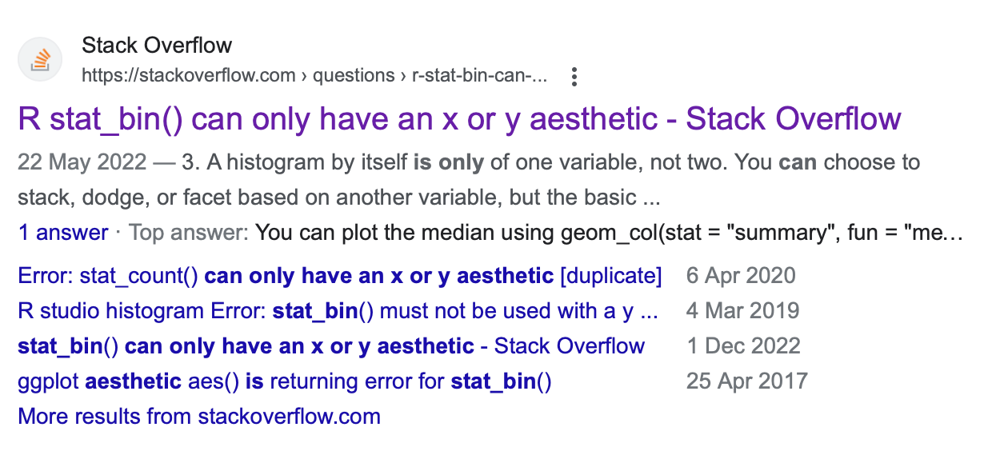 Stack Overflow
https://stackoverflow.com › questions › r-stat-bin-can-...
R stat_bin() can only have an x or y aesthetic - Stack Overflow
22 May 2022 — 3. A histogram by itself is only of one variable, not two. You can choose to
stack, dodge, or facet based on another variable, but the basic ...
1 answer · Top answer: You can plot the median using geom_col(stat = "summary", fun = "me...
Error: stat_count() can only have an x or y aesthetic [duplicate] 6 Apr 2020
R studio histogram Error: stat_bin() must not be used with a y ... 4 Mar 2019
stat_bin() can only have an x or y aesthetic - Stack Overflow 1 Dec 2022
ggplot aesthetic aes() is returning error for stat_bin() 25 Apr 2017
More results from stackoverflow.com